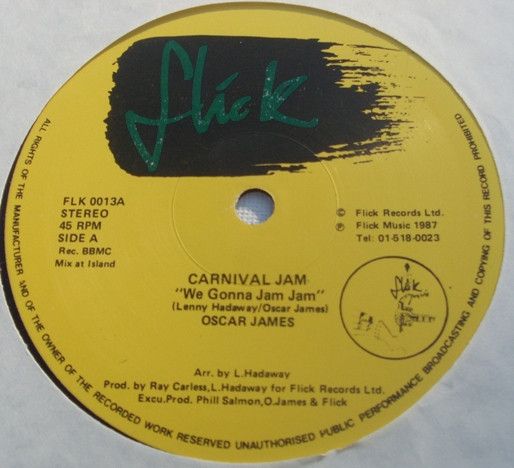 flick
FLK 0013A
STEREO
45 RPM
SIDE A
Rec. BBMC
Mix at Island
© Flick Records Ltd.
℗ Flick Music 1987
Tel: 01-518-0023
CARNIVAL JAM
"We Gonna Jam Jam"
(Lenny Hadaway/Oscar James)
OSCAR JAMES
Arr. by L.Hadaway
Prod. by Ray Carless,L.Hadaway for Flick Records Ltd.
Excu.Prod. Phill Salmon,O.James & Flick
ALL RIGHTS OF THE MANUFACTURER AND OF THE OWNER OF THE RECORDED WORK RESERVED UNAUTHORISED PUBLIC PERFORMANCE BROADCASTING AND COPYING OF THIS RECORD PROHIBITED
flick